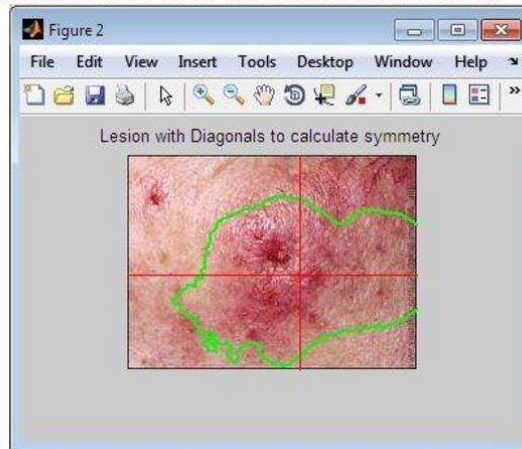 Figure 2
File Edit View Insert Tools Desktop Window Help
Lesion with Diagonals to calculate symmetry